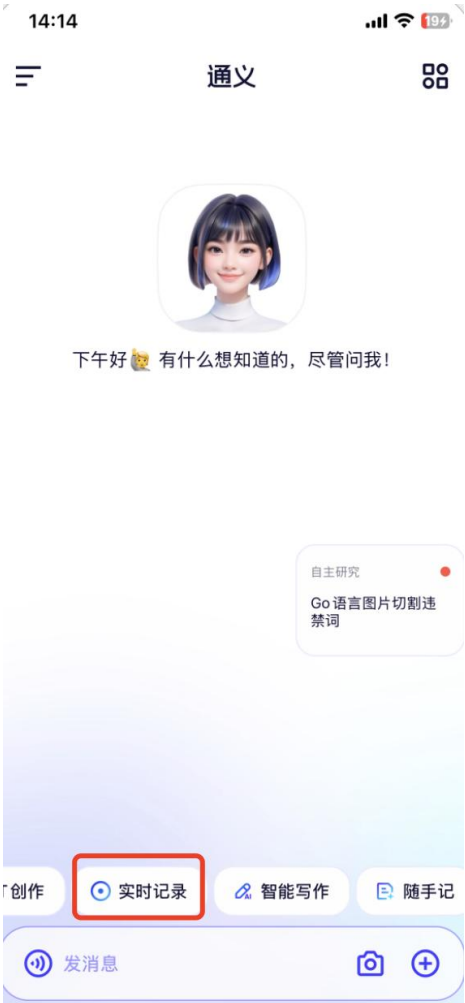 14:14
19
通义
下午好 有什么想知道的，尽管问我！
自主研究
Go语言图片切割违
禁词
创作
实时记录
智能写作
随手记
发消息